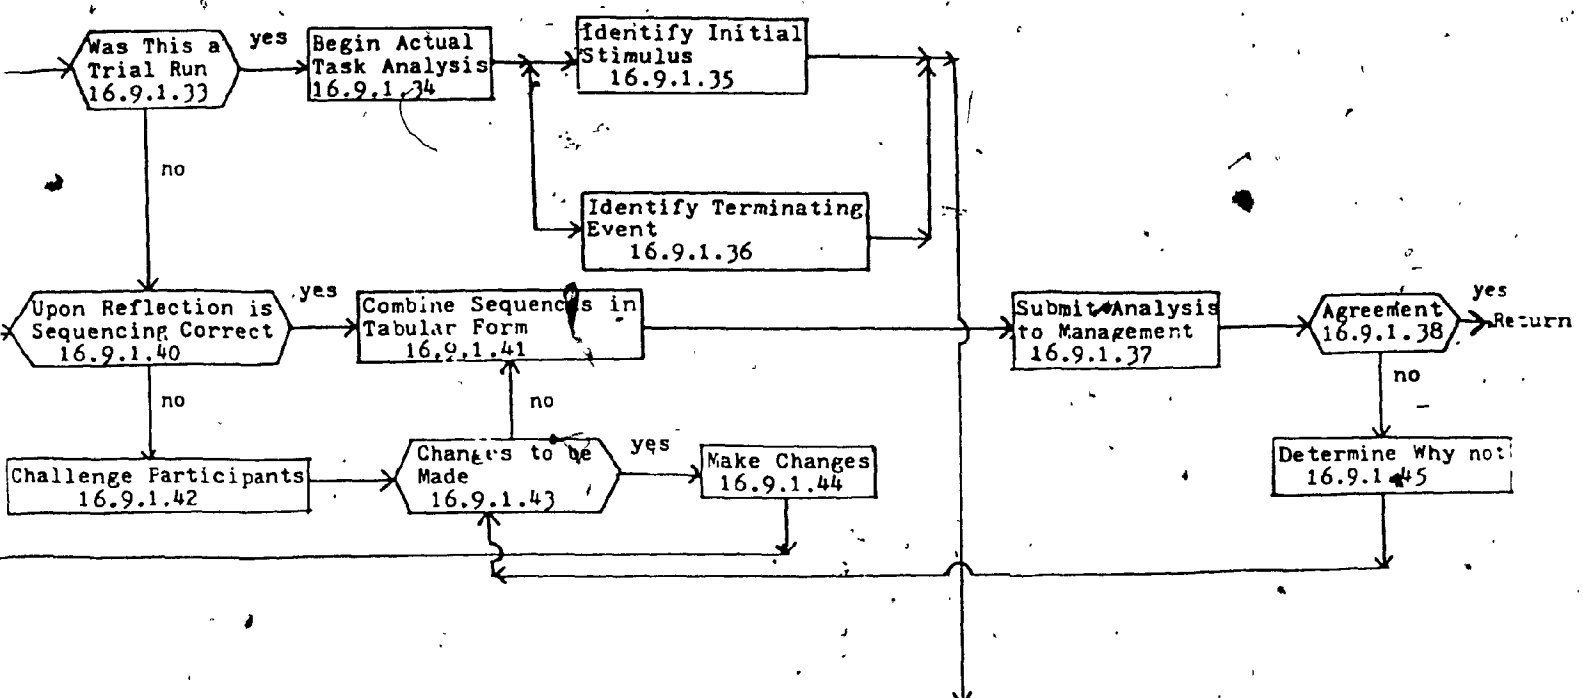 Was This a
Trial Run
16.9.1.33
yes
Begin Actual
Task Analysis
16.9.1.34
Identify Initial
Stimulus
16.9.1.35
no
Identify Terminating
Event
16.9.1.36
Upon Reflection is
Sequencing Correct
16.9.1.40
yes
Combine Sequences in
Tabular Form
16.9.1.41
Submit Analysis
to Management
16.9.1.37
Agreement
16.9.1.38
yes
Return
no
no
no
Challenge Participants
16.9.1.42
Changes to be
Made
16.9.1.43
yes
Make Changes
16.9.1.44
Determine Why not
16.9.1.45